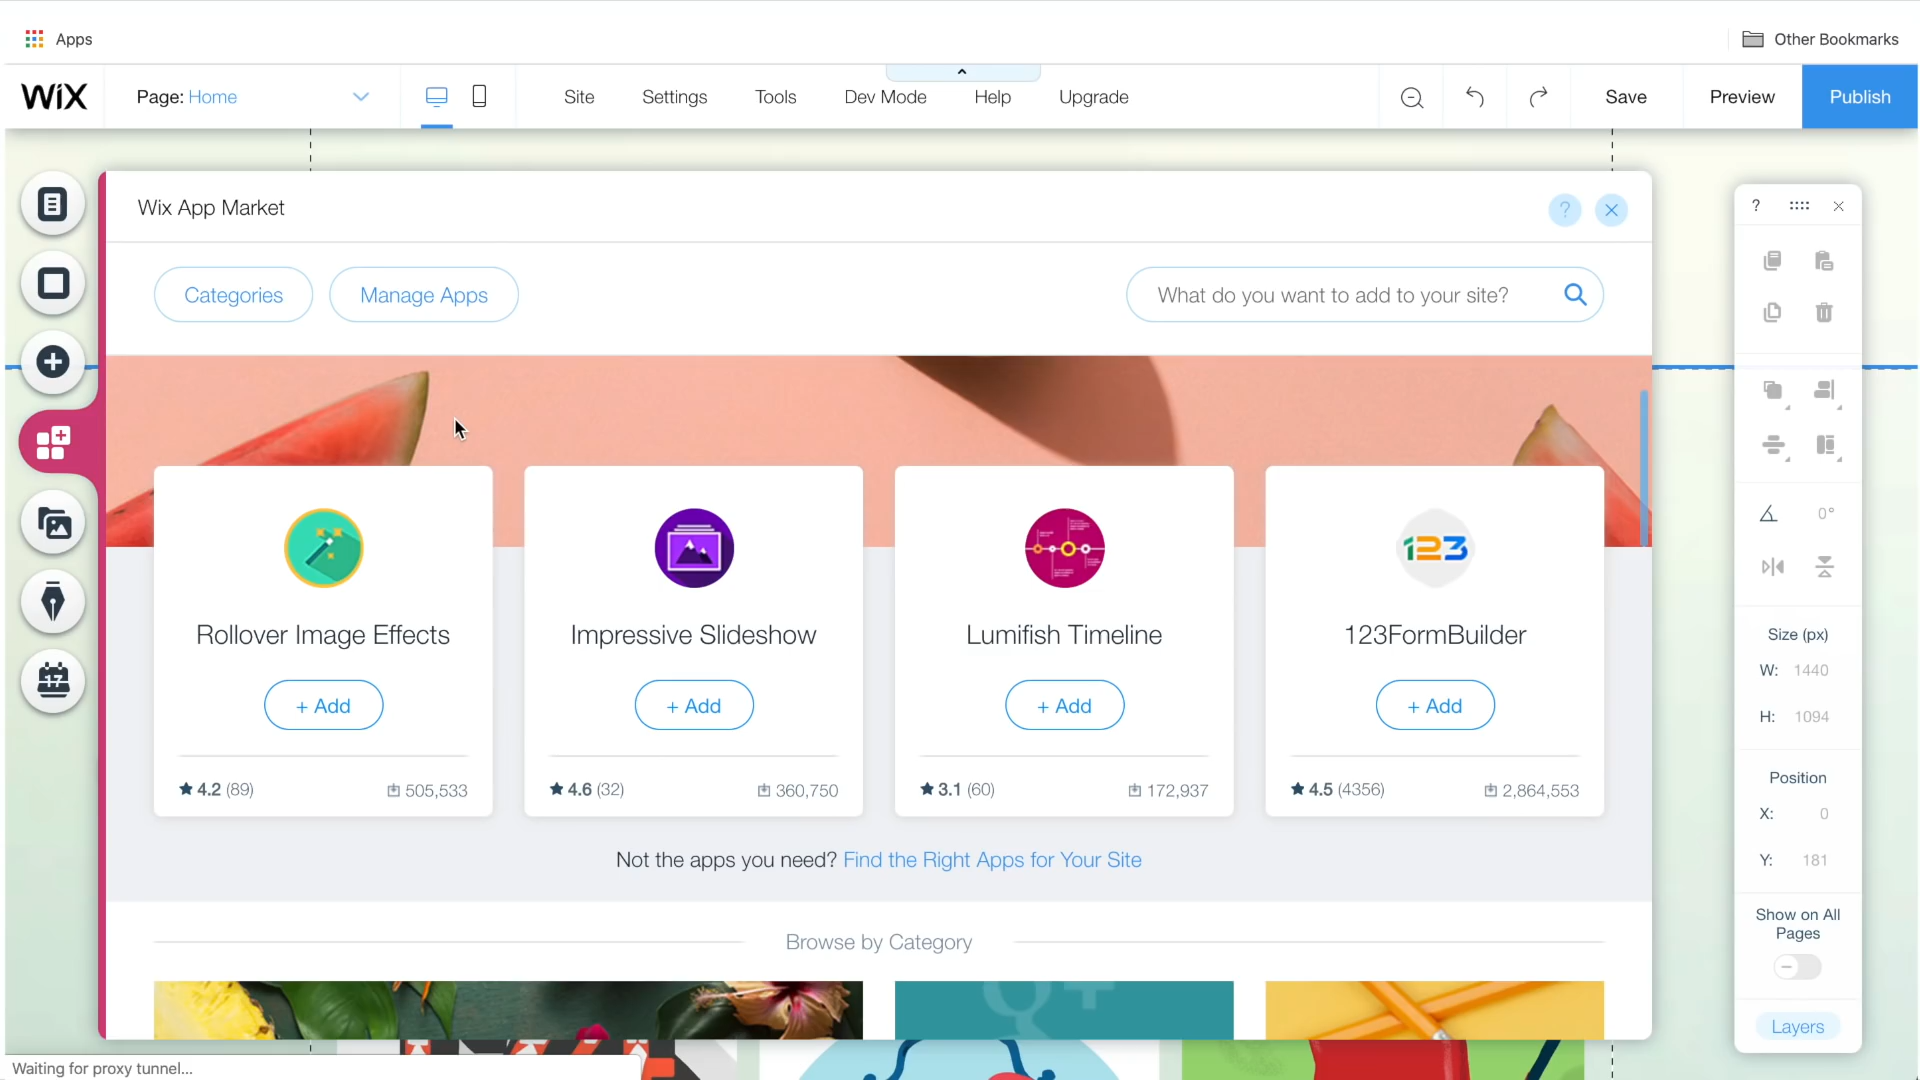 Apps
Other Bookmarks
WiX
Page: Home
Site
Settings
Tools
Dev Mode
Help
Upgrade
Save
Preview
Publish
Wix App Market
?
?
Categories
Manage Apps
What do you want to add to your site?
123
17
0°
Rollover Image Effects
Impressive Slideshow
Lumifish Timeline
123FormBuilder
+ Add
+ Add
+ Add
+ Add
4.2 (89)
505,533
4.6 (32)
360,750
3.1 (60)
172,937
4.5 (4356)
2,864,553
Size (px)
W: 1440
H: 1094
Position
X: 0
Y: 181
Not the apps you need? Find the Right Apps for Your Site
Show on All
Pages
Browse by Category
Layers
Waiting for proxy tunnel...